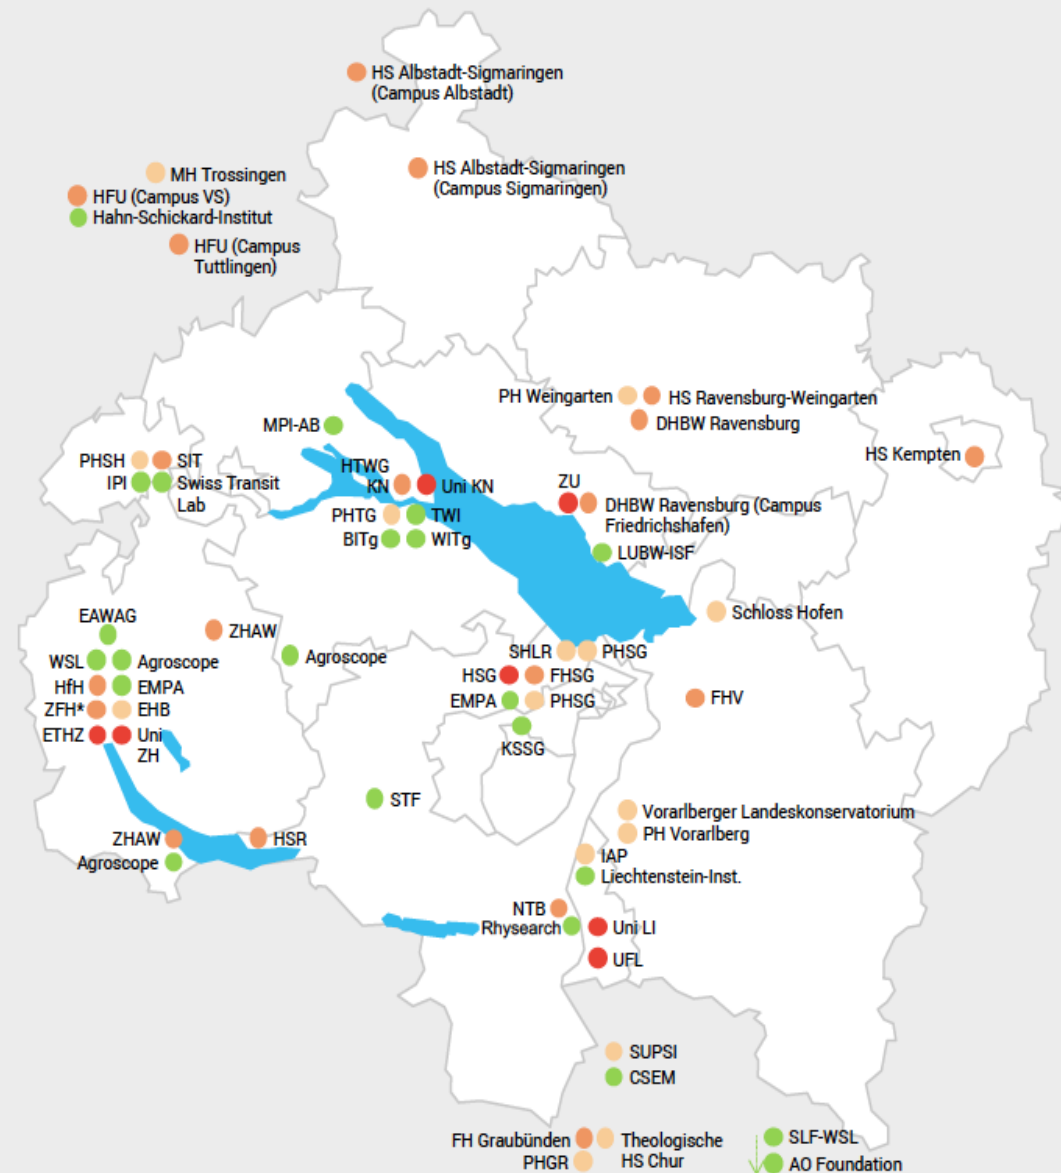 HS Albstadt-Sigmaringen
(Campus Albstadt)
HS Albstadt-Sigmaringen
(Campus Sigmaringen)
MH Trossingen
HFU (Campus VS)
Hahn-Schickard-Institut
HFU (Campus
Tuttlingen)
PH Weingarten
HS Ravensburg-Weingarten
DHBW Ravensburg
HS Kempten
MPI-AB
PHSH
SIT
IPI
Swiss Transit
Lab
HTWG
KN
Uni KN
PHTG
TWI
BITg
WITg
ZU
DHBW Ravensburg (Campus
Friedrichshafen)
LUBW-ISF
Schloss Hofen
EAWAG
ZHAW
WSL
Agroscope
Agroscope
HfH
EMPA
ZFH*
EHB
ETHZ
Uni
ZH
SHLR
PHSG
HSG
FHSG
EMPA
PHSG
KSSG
FHV
STF
ZHAW
HSR
Agroscope
Vorarlberger Landeskonservatorium
PH Vorarlberg
IAP
Liechtenstein-Inst.
NTB
Rhysearch
Uni LI
UFL
SUPSI
CSEM
FH Graubünden
Theologische
HS Chur
PHGR
SLF-WSL
AO Foundation